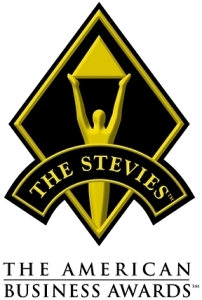 THE STEVIES™
THE AMERICAN
BUSINESS AWARDS℠